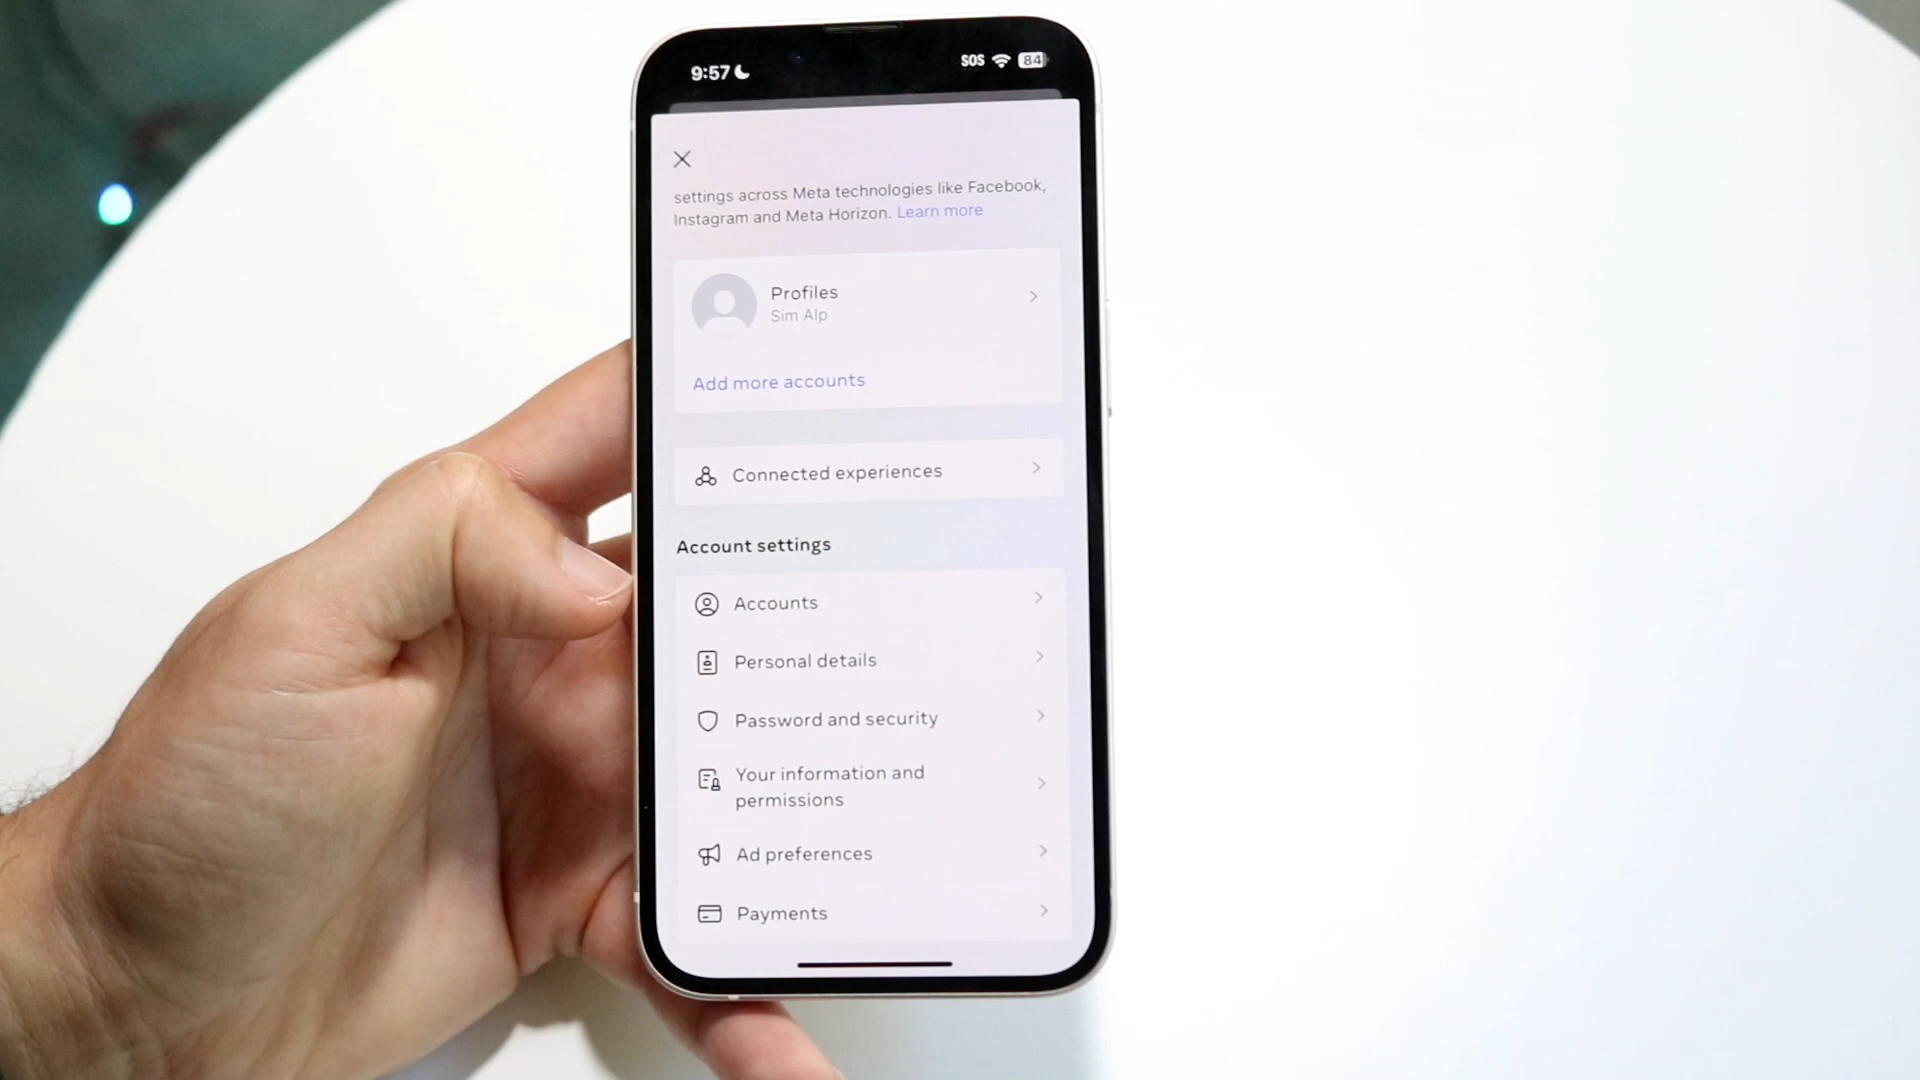 9:57
SOS 84
settings across Meta technologies like Facebook,
Instagram and Meta Horizon. Learn more
Profiles
Sim Alp
Add more accounts
Connected experiences
Account settings
Accounts
Personal details
Password and security
Your information and
permissions
Ad preferences
Payments